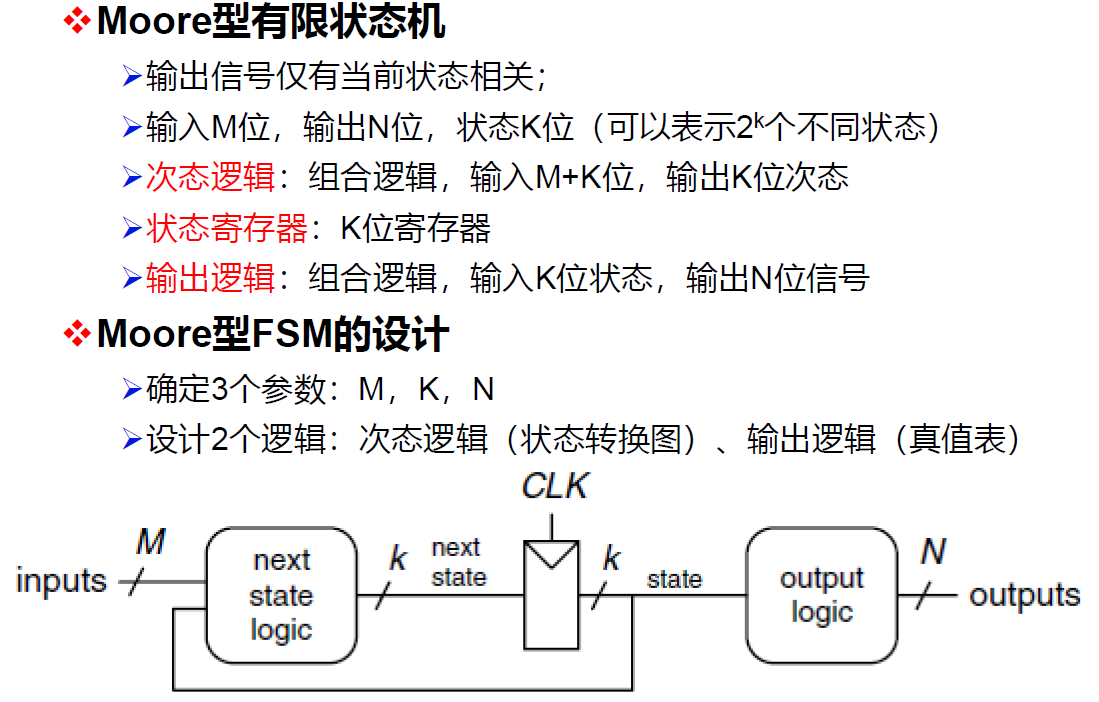 ❖Moore型有限状态机
➢输出信号仅有当前状态相关；
➢输入M位，输出N位，状态K位（可以表示2ᵏ个不同状态）
➢次态逻辑：组合逻辑，输入M+K位，输出K位次态
➢状态寄存器：K位寄存器
➢输出逻辑：组合逻辑，输入K位状态，输出N位信号
❖Moore型FSM的设计
➢确定3个参数：M，K，N
➢设计2个逻辑：次态逻辑（状态转换图）、输出逻辑（真值表）
CLK
inputs
M
next
state
logic
k
next
state
k
state
output
logic
N
outputs